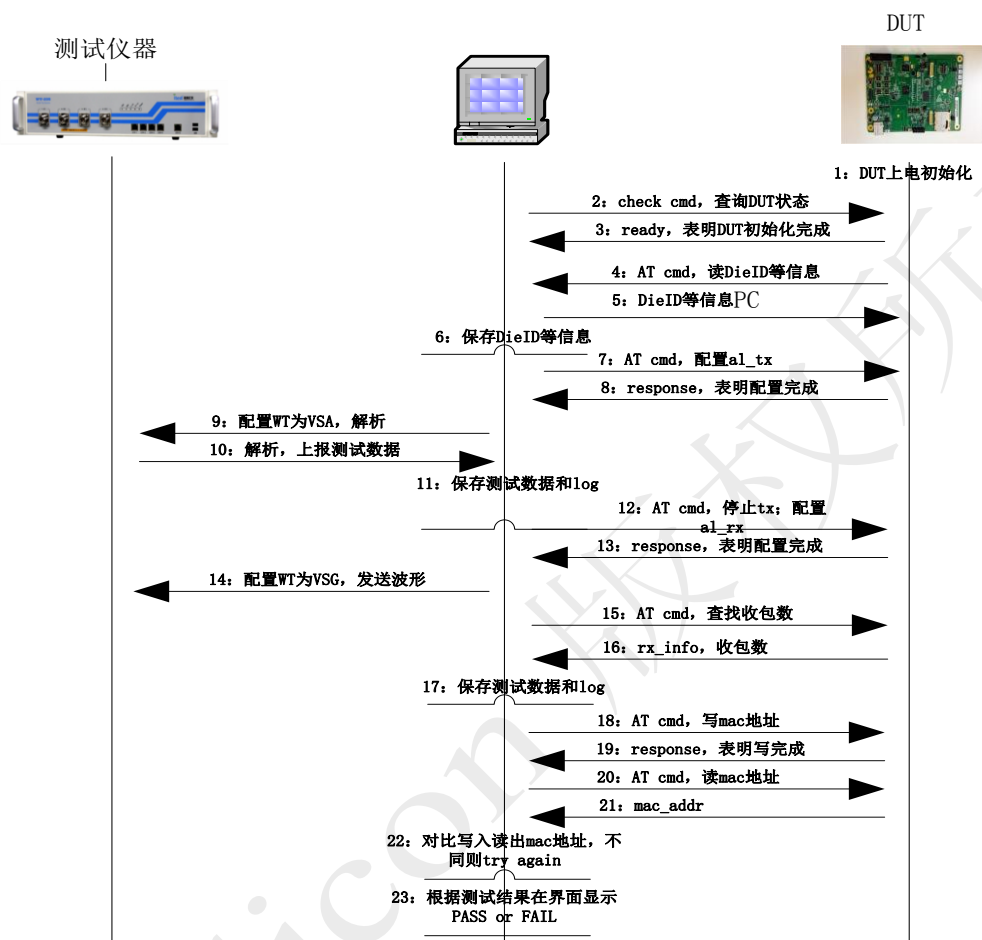 DUT
测试仪器
1：DUT上电初始化
2：check cmd，查询DUT状态
3：ready，表明DUT初始化完成
4：AT cmd，读DieID等信息
5：DieID等信息PC
6：保存DieID等信息
7：AT cmd，配置al_tx
8：response，表明配置完成
9：配置WT为VSA，解析
10：解析，上报测试数据
11：保存测试数据和log
12：AT cmd，停止tx；配置
al_rx
13：response，表明配置完成
14：配置WT为VSG，发送波形
15：AT cmd，查找收包数
16：rx_info，收包数
17：保存测试数据和log
18：AT cmd，写mac地址
19：response，表明写完成
20：AT cmd，读mac地址
21：mac_addr
22：对比写入读出mac地址，不
同则try again
23：根据测试结果在界面显示
PASS or FAIL
icon 版权所